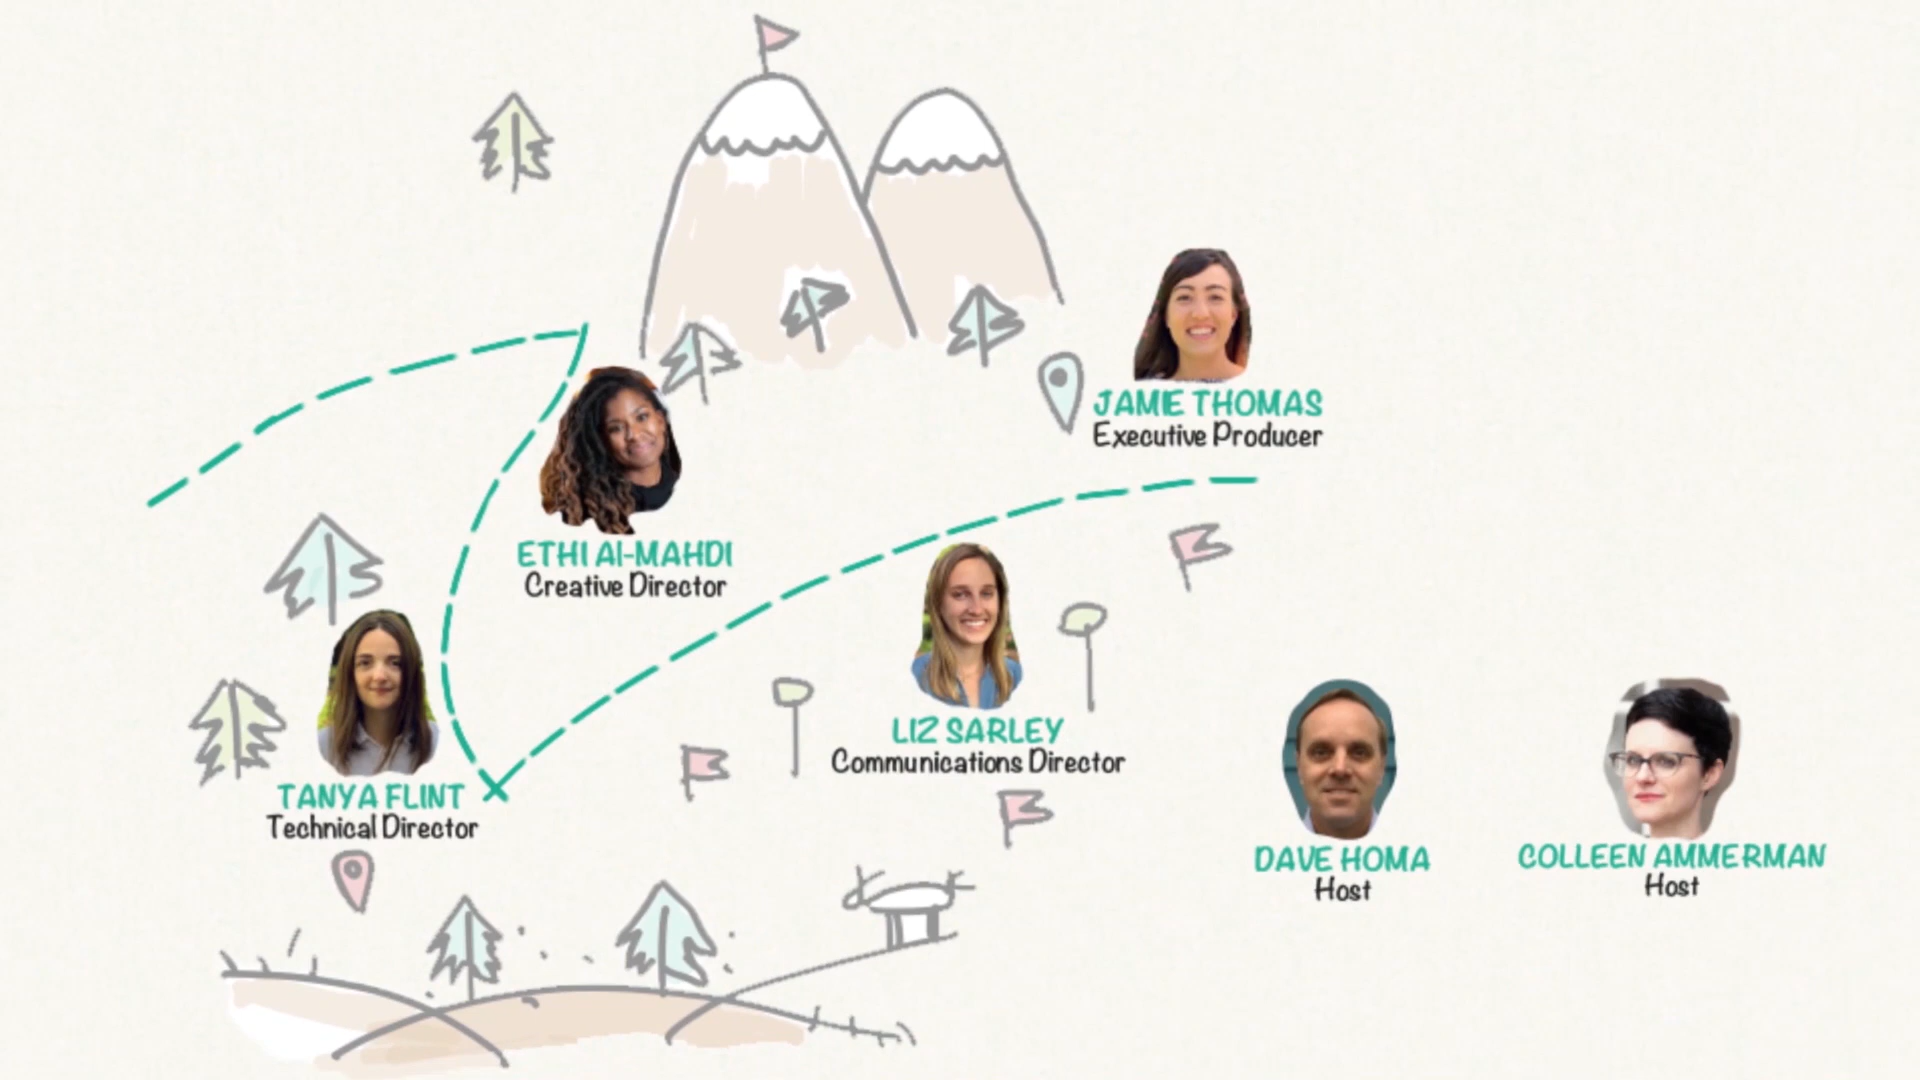 JAMIE THOMAS
Executive Producer
ETHI Al-MAHDI
Creative Director
LIZ SARLEY
Communications Director
TANYA FLINT
Technical Director
DAVE HOMA
Host
COLLEEN AMMERMAN
Host